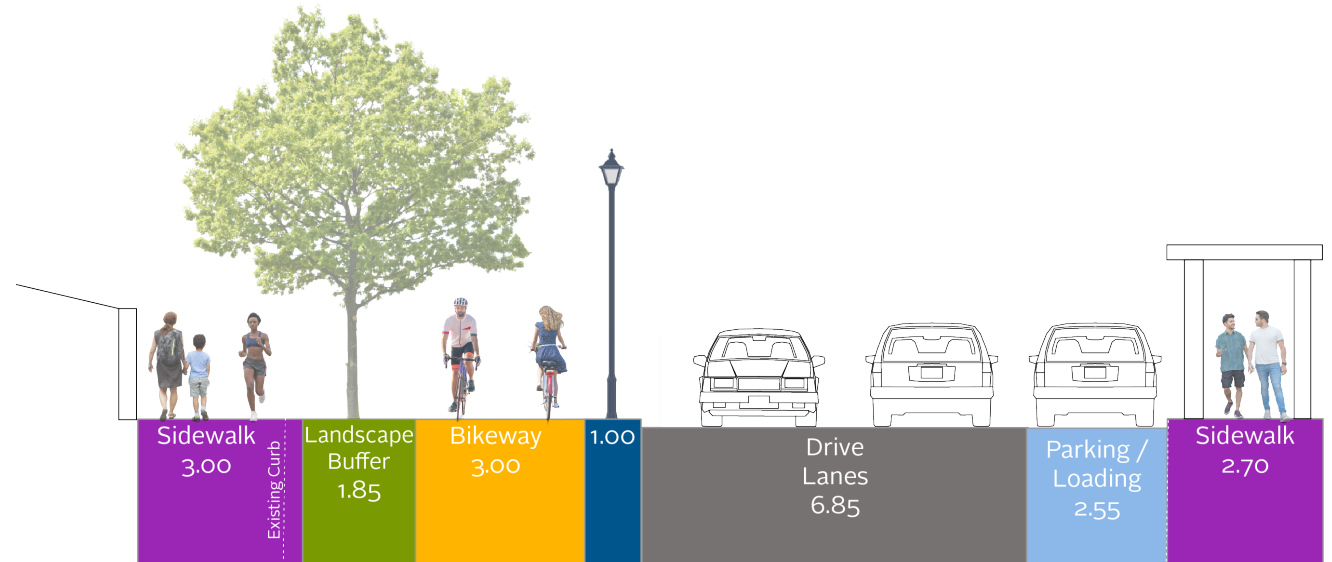 Sidewalk
3.00
Existing Curb
Landscape
Buffer
1.85
Bikeway
3.00
1.00
Drive
Lanes
6.85
Parking /
Loading
2.55
Sidewalk
2.70